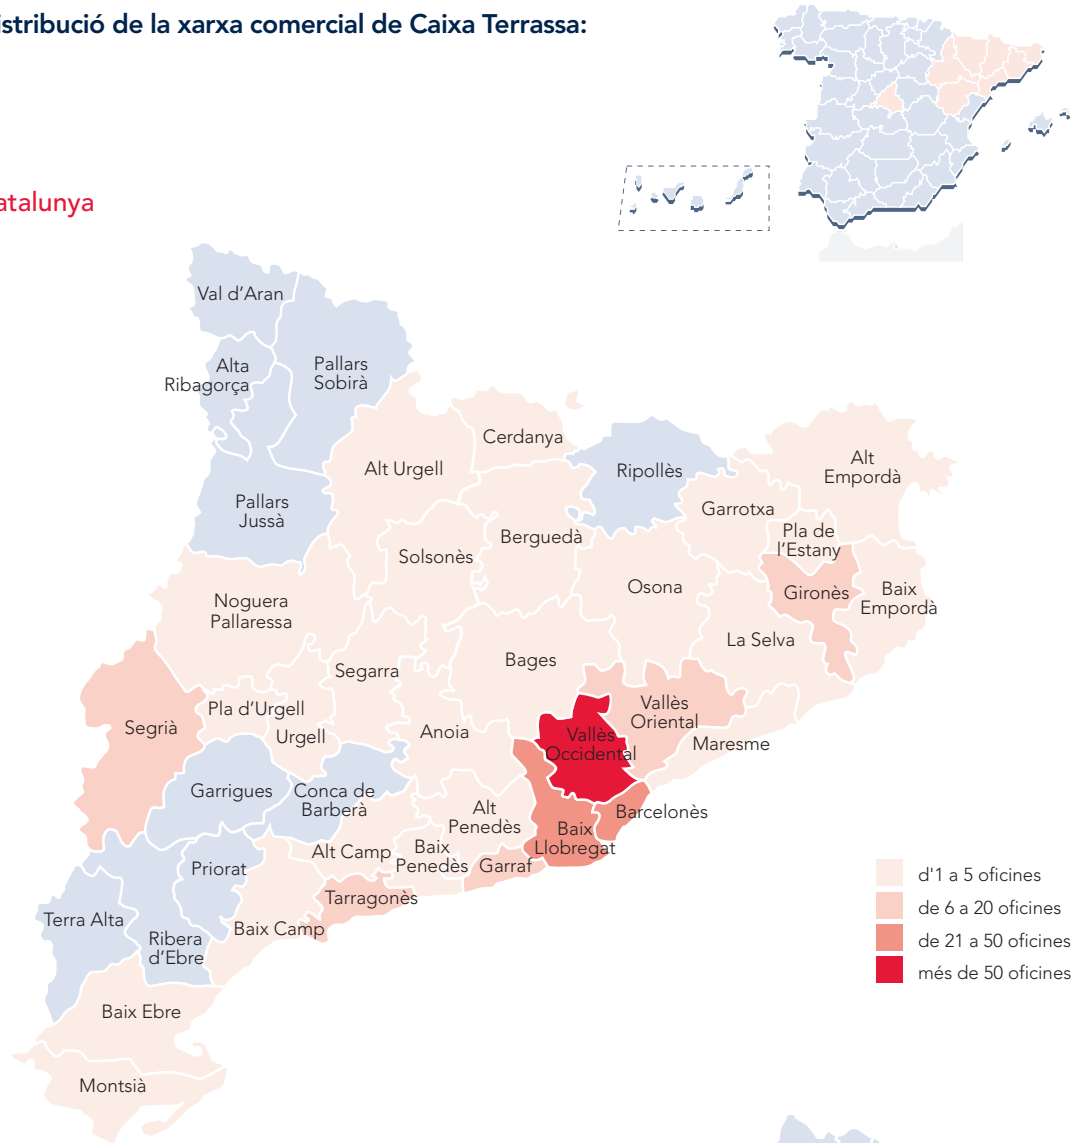 istribució de la xarxa comercial de Caixa Terrassa:
atalunya
Val d'Aran
Alta
Ribagorça
Pallars
Sobirà
Cerdanya
Alt Urgell
Ripollès
Alt
Empordà
Pallars
Jussà
Garrotxa
Pla de
l'Estany
Berguedà
Solsonès
Osona
Gironès
Baix
Empordà
Noguera
Pallaressa
La Selva
Bages
Segarra
Pla d'Urgell
Vallès
Oriental
Segrià
Urgell
Anoia
Vallès
Occidental
Maresme
Garrigues
Conca de
Barberà
Alt
Penedès
Barcelonès
Baix
Llobregat
Alt Camp
Baix
Penedès
Garraf
Priorat
Tarragonès
Terra Alta
Baix Camp
Ribera
d'Ebre
Baix Ebre
Montsià
d'1 a 5 oficines
de 6 a 20 oficines
de 21 a 50 oficines
més de 50 oficines